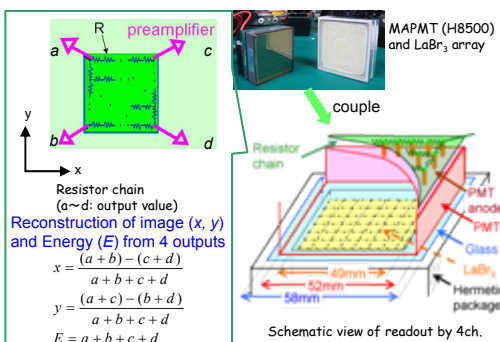 R
preamplifier
a
c
b
d
y
x
Resistor chain
(a~d: output value)
Reconstruction of image (x, y)
and Energy (E) from 4 outputs
x = (a + b) − (c + d) / a + b + c + d
y = (a + c) − (b + d) / a + b + c + d
E = a + b + c + d
MAPMT (H8500)
and LaBr₃ array
couple
Resistor
chain
PMT
anode
PMT
Glass
LaBr₃
Hermetic
package
49mm
52mm
58mm
Schematic view of readout by 4ch.